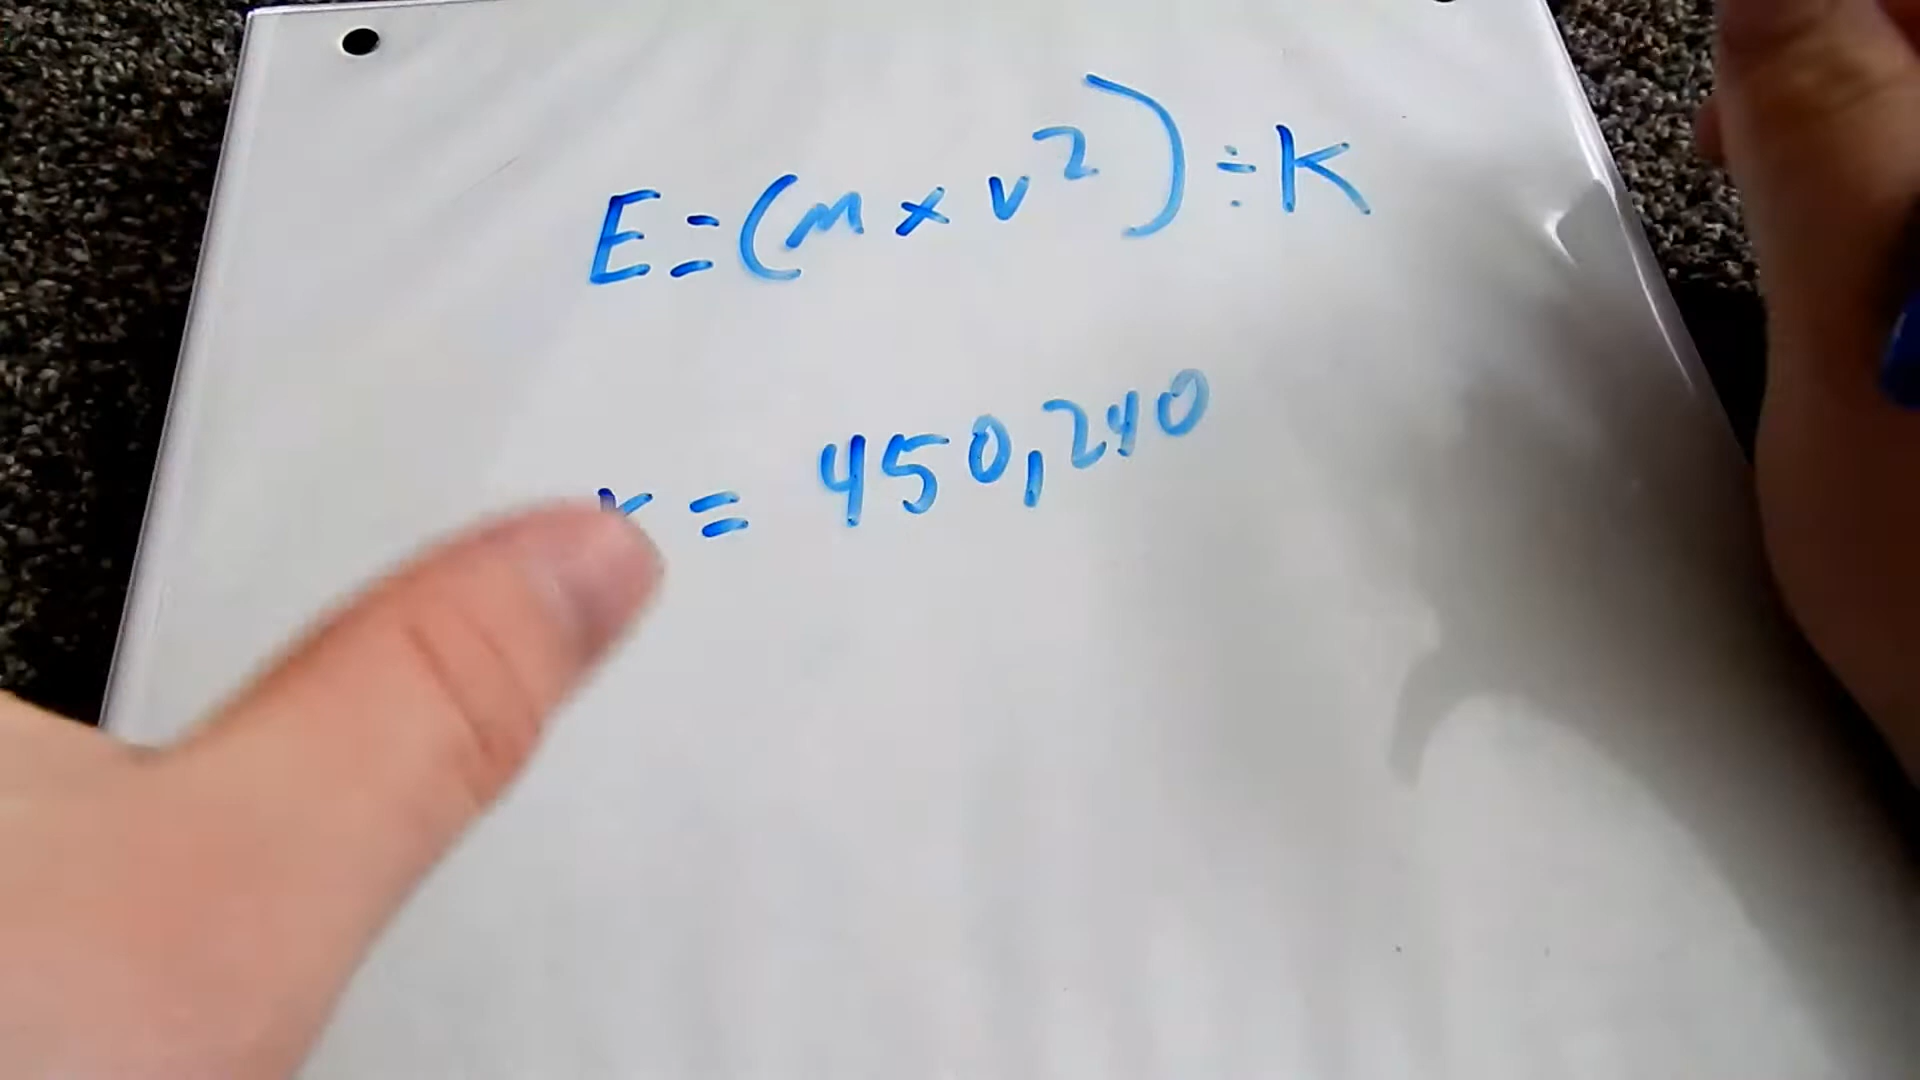 E=(m x v²) ÷ K
K = 450,240